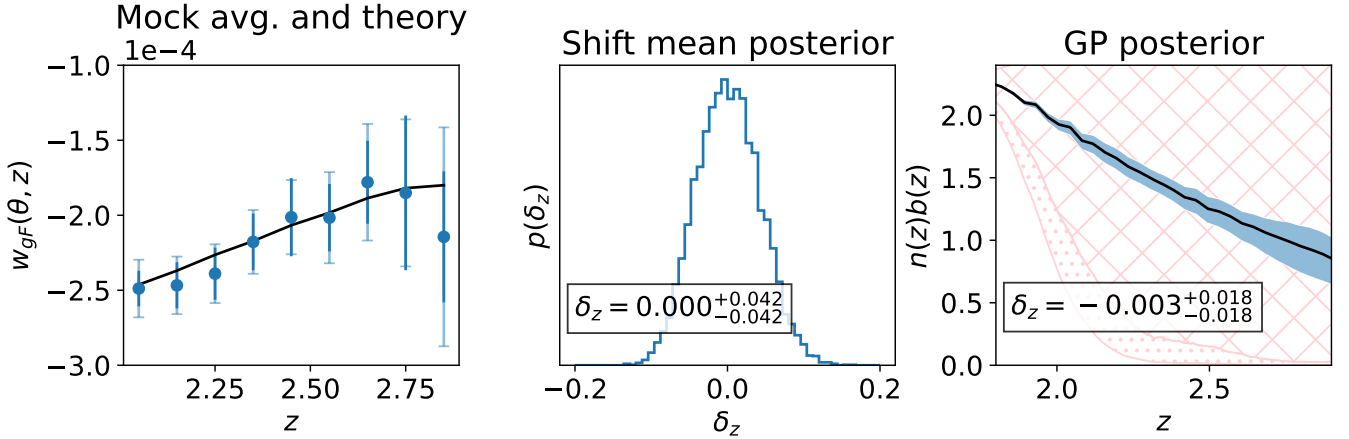 Mock avg. and theory
1e−4
−1.0
−1.5
−2.0
−2.5
−3.0
w_{gF}(θ, z)
2.25 2.50 2.75
z
Shift mean posterior
p(δ_z)
δ_z = 0.000^{+0.042}_{−0.042}
−0.2 0.0 0.2
δ_z
GP posterior
2.0
1.5
1.0
0.5
0.0
n(z)b(z)
δ_z = −0.003^{+0.018}_{−0.018}
2.0 2.5
z